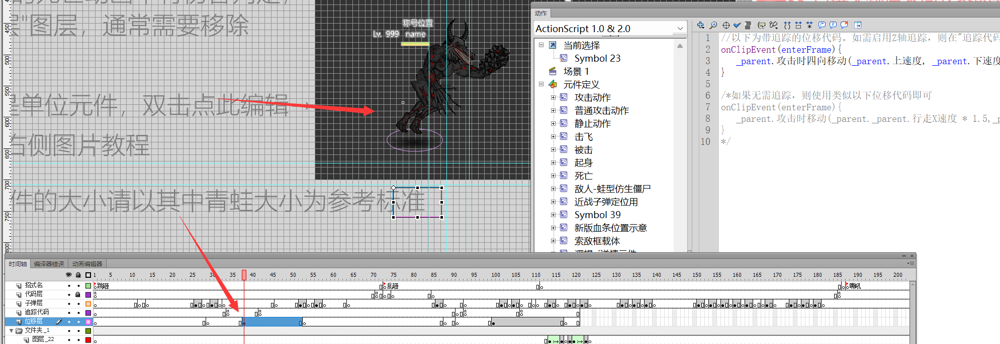 层"图层，通常需要移除
称号位置
Lv. 999 name
单位元件，双击点此编辑
右侧图片教程
件的大小请以其中青蛙大小为参考标准
450
500
550
600
650
700
750
800
动作
ActionScript 1.0 & 2.0
当前选择
Symbol 23
场景 1
元件定义
攻击动作
普通攻击动作
静止动作
击飞
被击
起身
死亡
敌人-蛙型仿生僵尸
近战子弹定位用
Symbol 39
新版血条位置示意
索敌框载体
1 //以下为带追踪的位移代码。如需启用Z轴追踪，则在"追踪代码
2 onClipEvent(enterFrame){
3 _parent.攻击时四向移动(_parent.上速度, _parent.下速度
4 }
5
6 /*如果无需追踪，则使用类似以下位移代码即可
7 onClipEvent(enterFrame){
8 _parent.攻击时移动(_parent._parent.行走X速度 * 1.5,_p
9 }
10 */
时间轴 编译器错误 动画编辑器
1 5 10 15 20 25 30 35 40 45 50 55 60 65 70 75 80 85 90 95 100 105 110 115 120 125 130 135 140 145 150 155 160 165 170 175 180 185 190 195 200
招式名 跳砸 乱砸 嘶吼
代码层
子弹层
追踪代码
位移层
文件夹_1
图层_22